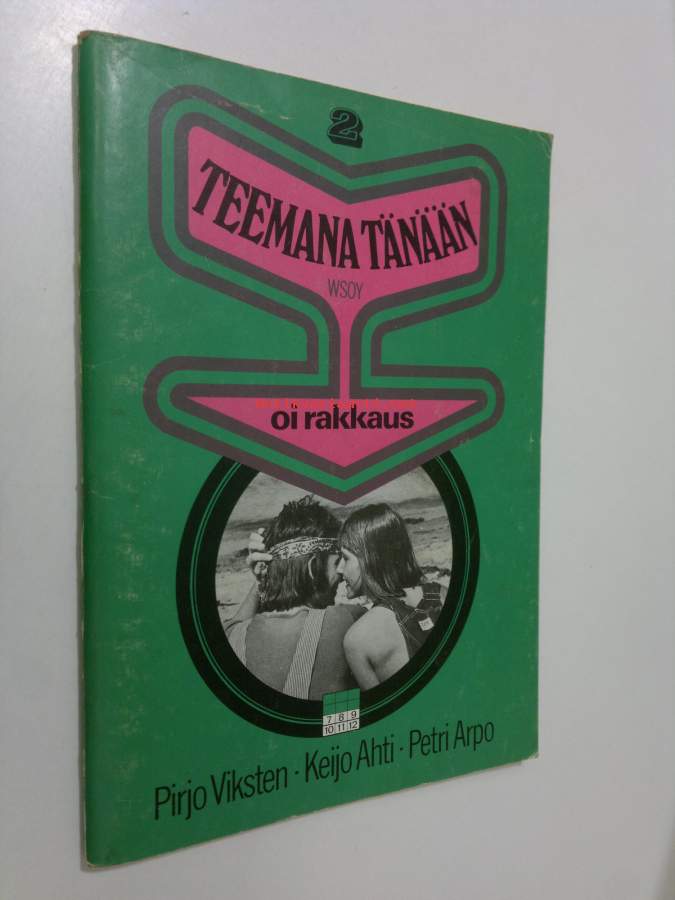 2
TEEMANA TÄNÄÄN
WSOY
oi rakkaus
7 8 9
10 11 12
Pirjo Viksten · Keijo Ahti · Petri Arpo